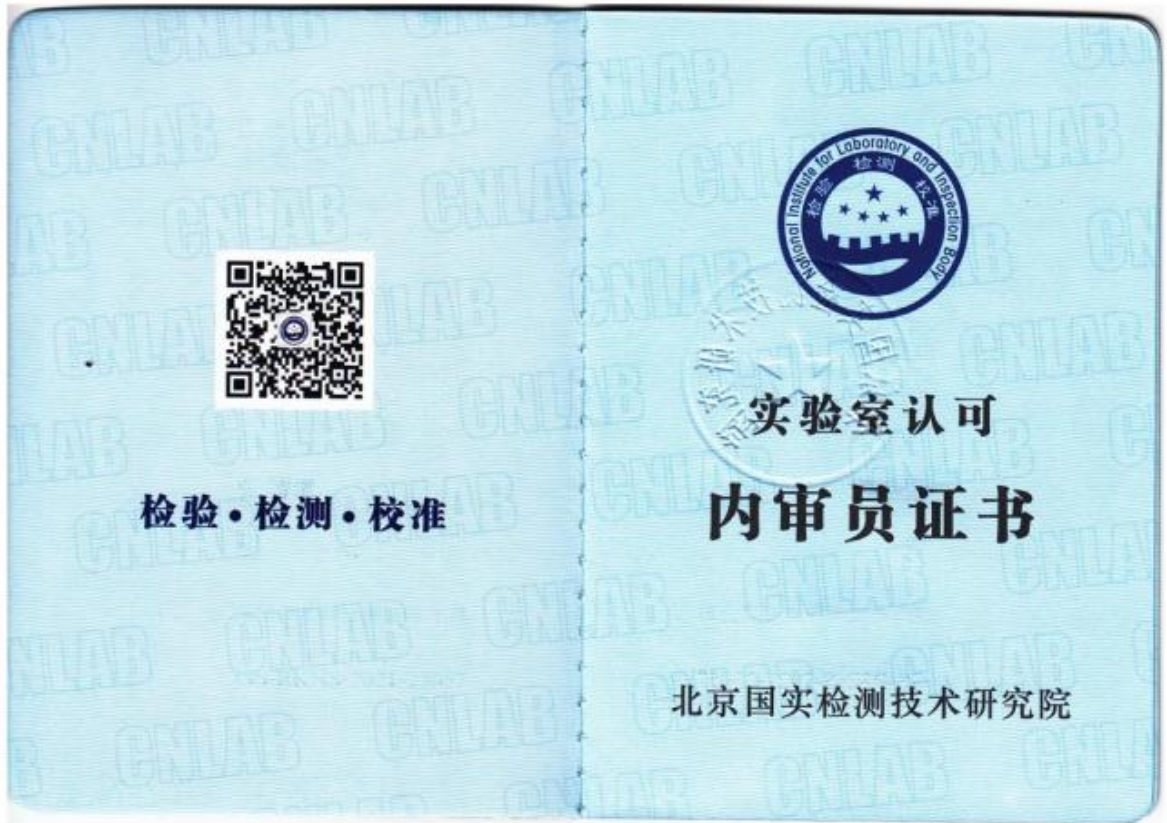 检验·检测·校准
National Institute for Laboratory and Inspection Body
检验 检测 校准
实验室认可
内审员证书
北京国实检测技术研究院
CNLAB